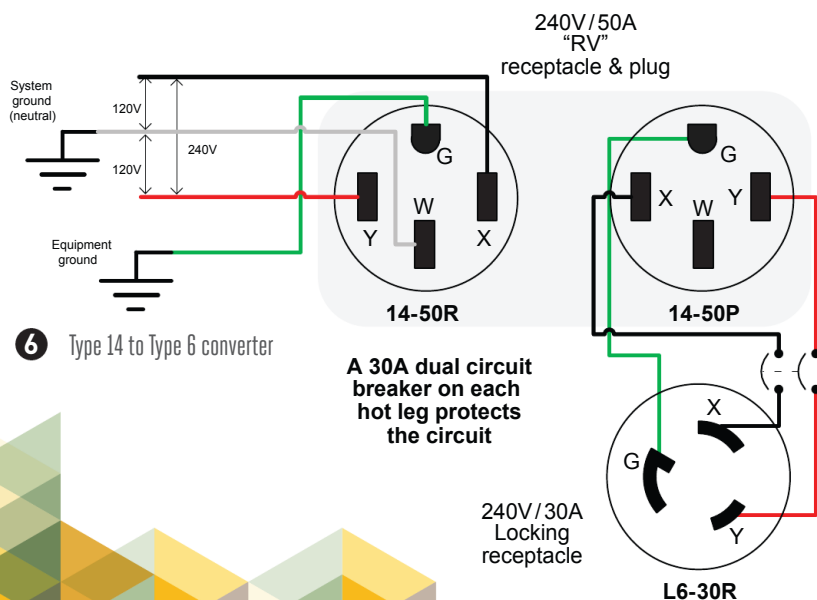 240V/50A
“RV”
receptacle & plug
System
ground
(neutral)
120V
240V
120V
G
W
Y
X
Equipment
ground
14-50R
G
X
W
Y
14-50P
6 Type 14 to Type 6 converter
A 30A dual circuit
breaker on each
hot leg protects
the circuit
X
G
Y
240V/30A
Locking
receptacle
L6-30R